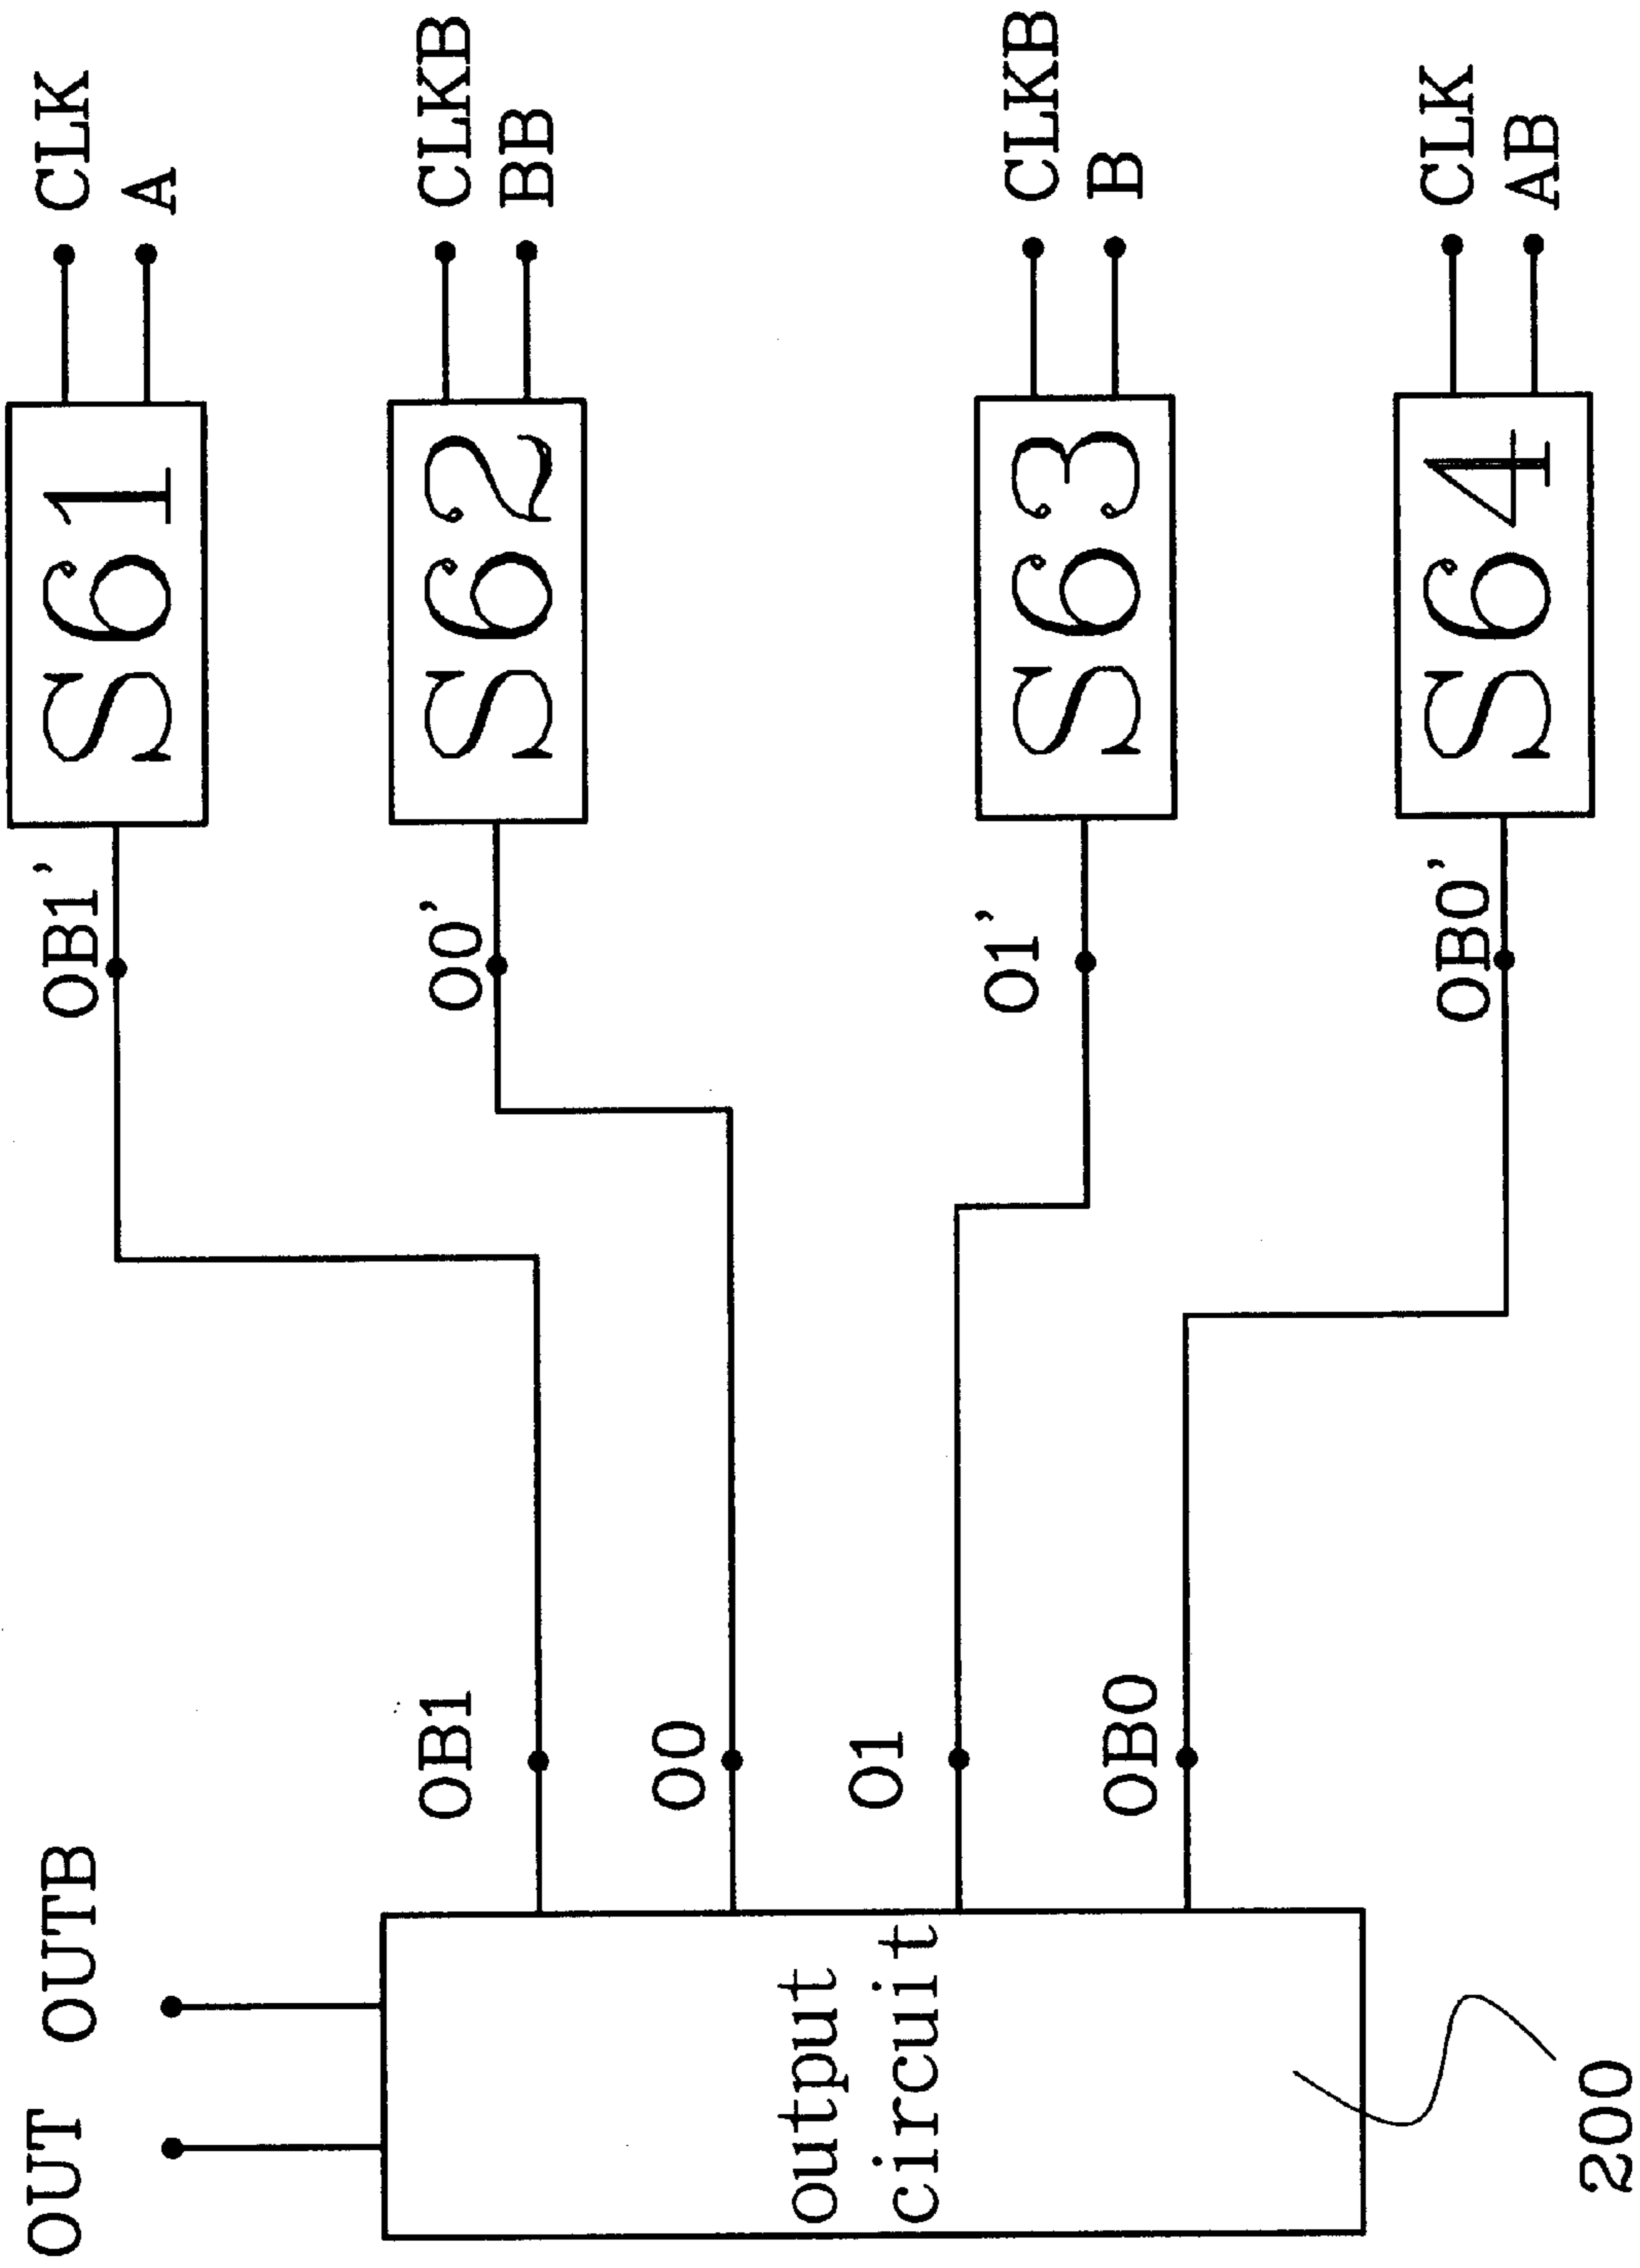 CLK
A
S61
OB1'
CLKB
BB
S62
O0'
CLKB
B
S63
O1'
CLK
AB
S64
OB0'
OB1
O0
O1
OB0
OUT
OUTB
output
circuit
200